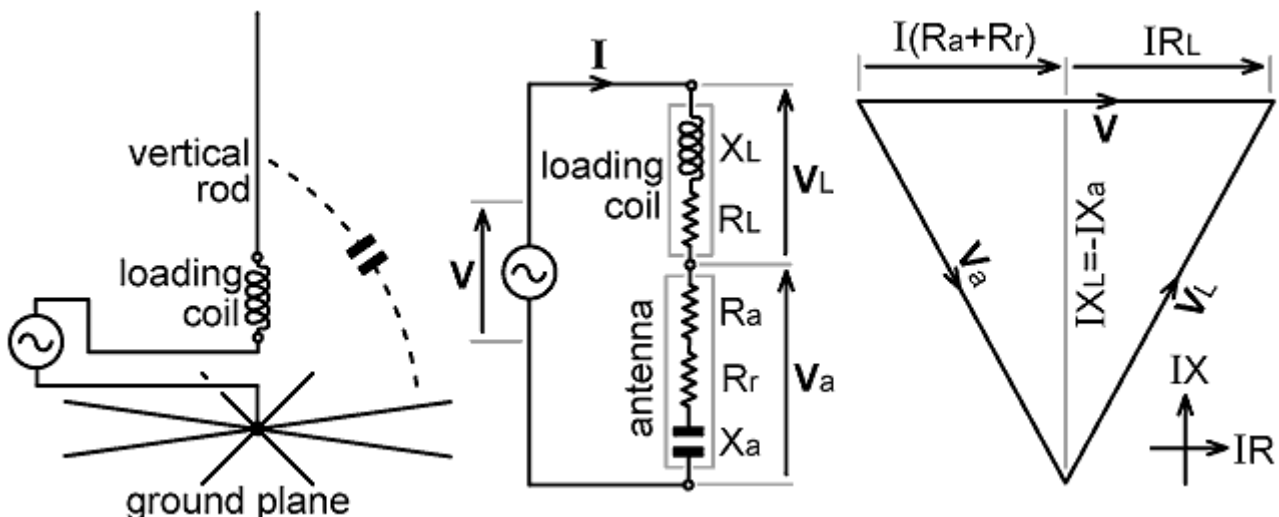 vertical
rod
loading
coil
ground plane
I
V
loading
coil
antenna
XL
RL
Ra
Rr
Xa
VL
Va
I(Ra+Rr)
IRL
V
Va
IXL=-IXa
VL
IX
IR